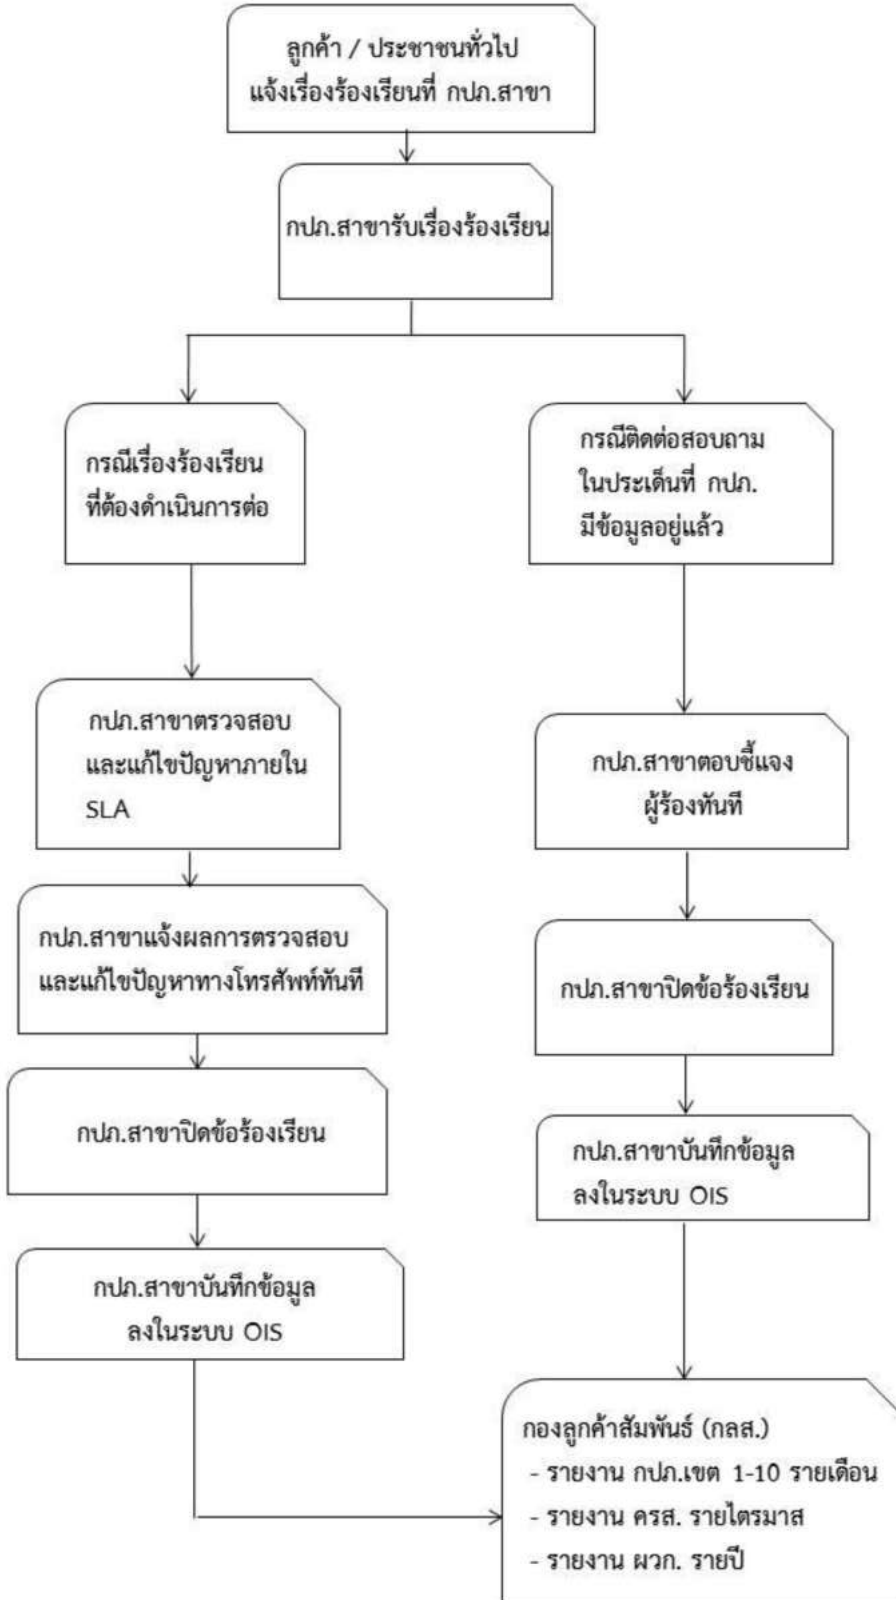 ลูกค้า / ประชาชนทั่วไป
แจ้งเรื่องร้องเรียนที่ กปภ.สาขา
กปภ.สาขารับเรื่องร้องเรียน
กรณีเรื่องร้องเรียน
ที่ต้องดำเนินการต่อ
กปภ.สาขาตรวจสอบ
และแก้ไขปัญหาภายใน
SLA
กปภ.สาขาแจ้งผลการตรวจสอบ
และแก้ไขปัญหาทางโทรศัพท์ทันที
กปภ.สาขาปิดข้อร้องเรียน
กปภ.สาขาบันทึกข้อมูล
ลงในระบบ OIS
กรณีติดต่อสอบถาม
ในประเด็นที่ กปภ.
มีข้อมูลอยู่แล้ว
กปภ.สาขาตอบชี้แจง
ผู้ร้องทันที
กปภ.สาขาปิดข้อร้องเรียน
กปภ.สาขาบันทึกข้อมูล
ลงในระบบ OIS
กองลูกค้าสัมพันธ์ (กลส.)
- รายงาน กปภ.เขต 1-10 รายเดือน
- รายงาน ครส. รายไตรมาส
- รายงาน ผวก. รายปี